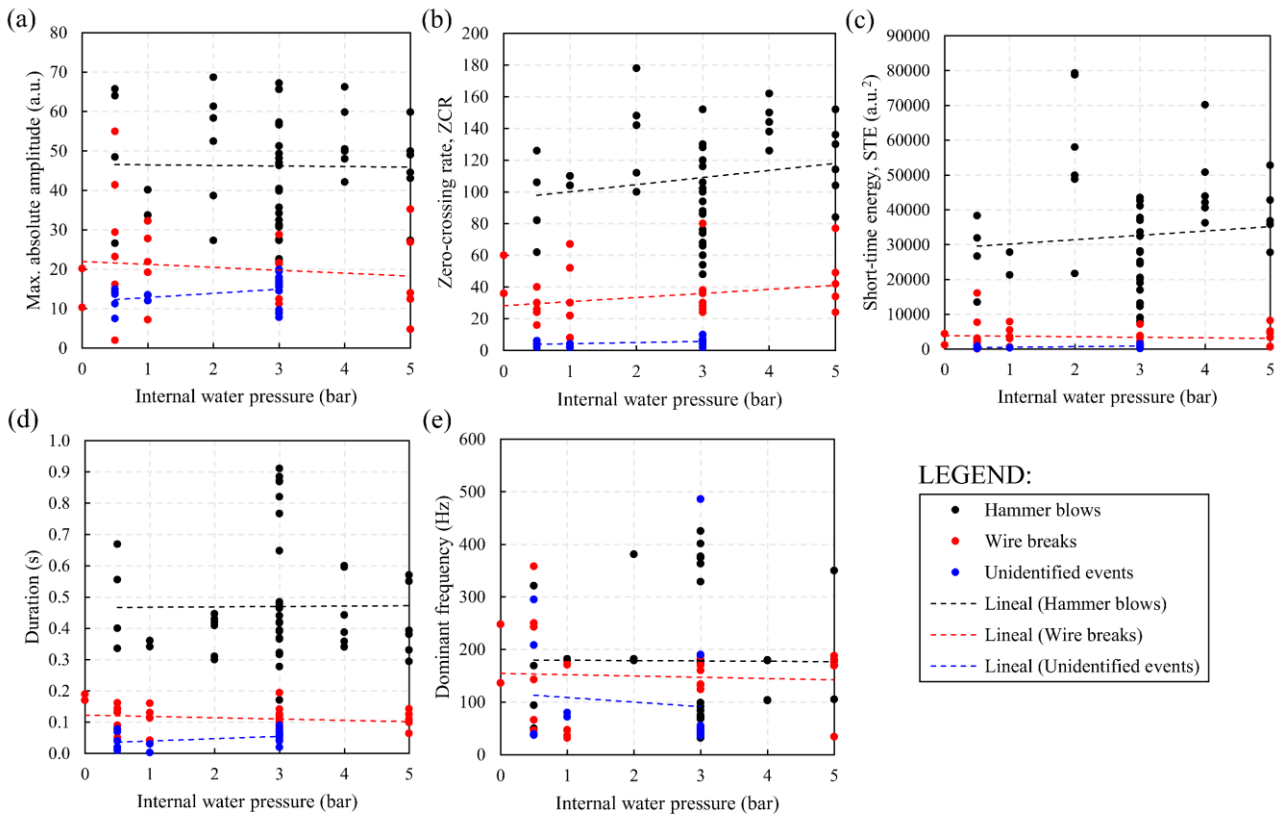 (a)
80
70
60
50
40
30
20
10
0
Max. absolute amplitude (a.u.)
0 1 2 3 4 5
Internal water pressure (bar)
(b)
200
180
160
140
120
100
80
60
40
20
0
Zero-crossing rate, ZCR
0 1 2 3 4 5
Internal water pressure (bar)
(c)
90000
80000
70000
60000
50000
40000
30000
20000
10000
0
Short-time energy, STE (a.u.²)
0 1 2 3 4 5
Internal water pressure (bar)
(d)
1.0
0.9
0.8
0.7
0.6
0.5
0.4
0.3
0.2
0.1
0.0
Duration (s)
0 1 2 3 4 5
Internal water pressure (bar)
(e)
600
500
400
300
200
100
0
Dominant frequency (Hz)
0 1 2 3 4 5
Internal water pressure (bar)
LEGEND:
Hammer blows
Wire breaks
Unidentified events
Lineal (Hammer blows)
Lineal (Wire breaks)
Lineal (Unidentified events)